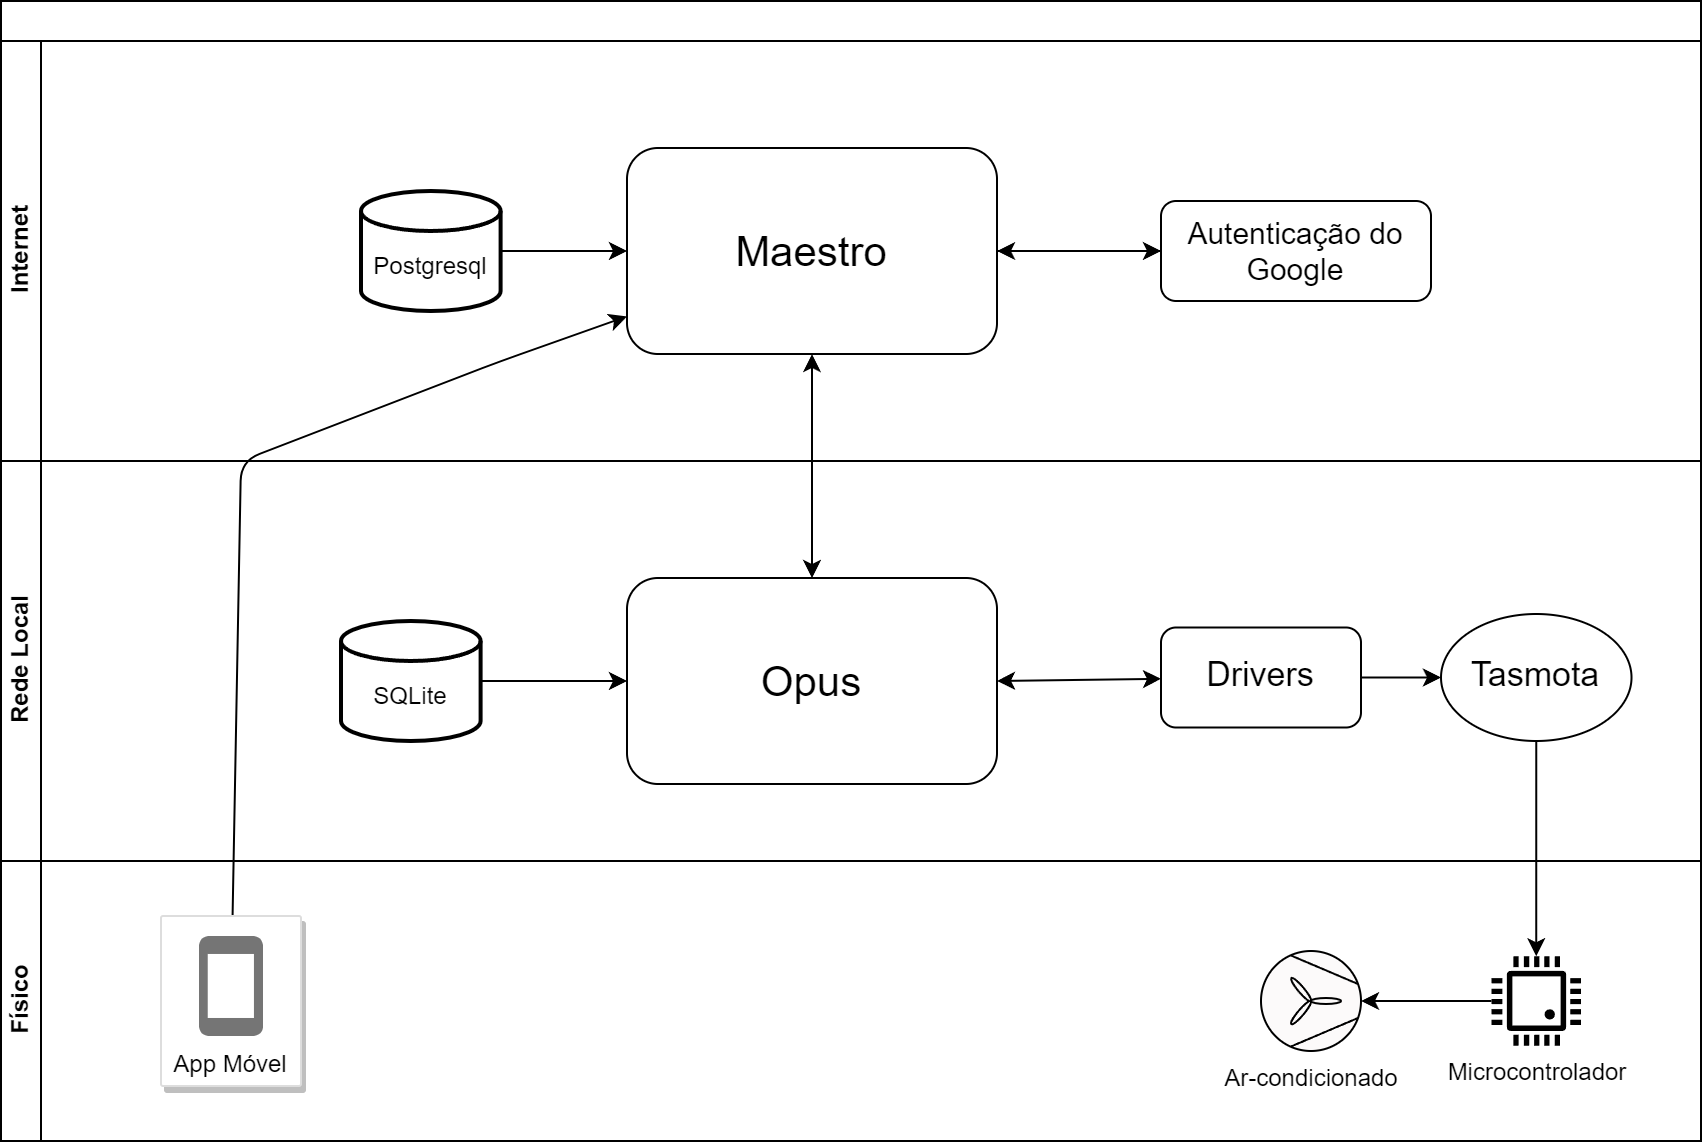 Internet
Postgresql
Maestro
Autenticação do
Google
Rede Local
SQLite
Opus
Drivers
Tasmota
Físico
App Móvel
Ar-condicionado
Microcontrolador